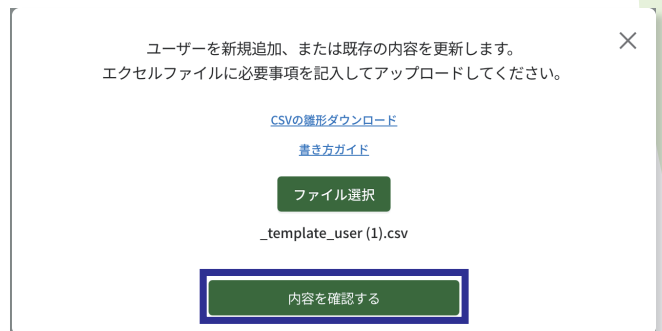 ユーザーを新規追加、または既存の内容を更新します。
エクセルファイルに必要事項を記入してアップロードしてください。
CSVの雛形ダウンロード
書き方ガイド
ファイル選択
_template_user (1).csv
内容を確認する